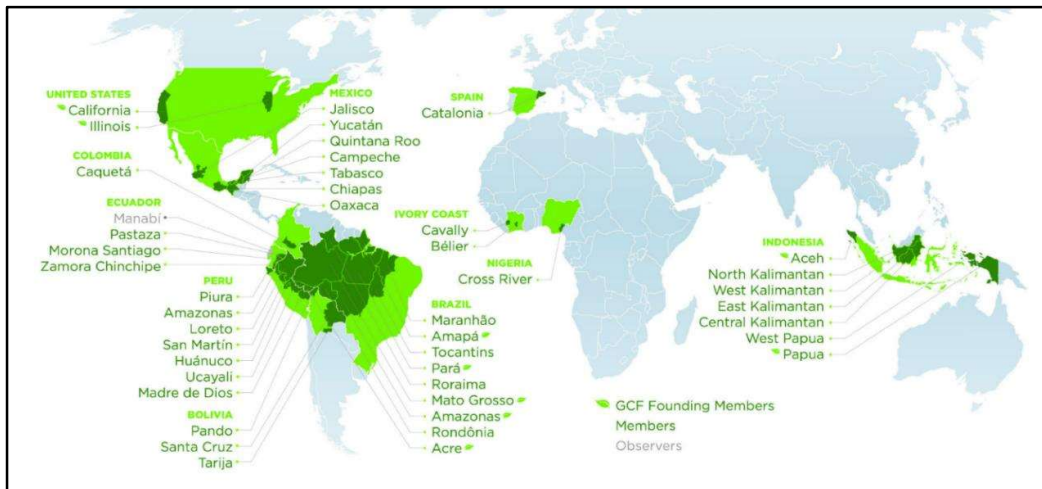 UNITED STATES
California
Illinois
COLOMBIA
Caquetá
ECUADOR
Manabí
Pastaza
Morona Santiago
Zamora Chinchipe
PERU
Piura
Amazonas
Loreto
San Martín
Huánuco
Ucayali
Madre de Dios
BOLIVIA
Pando
Santa Cruz
Tarija
MEXICO
Jalisco
Yucatán
Quintana Roo
Campeche
Tabasco
Chiapas
Oaxaca
BRAZIL
Maranhão
Amapá
Tocantins
Pará
Roraima
Mato Grosso
Amazonas
Rondônia
Acre
SPAIN
Catalonia
IVORY COAST
Cavally
Bélier
NIGERIA
Cross River
INDONESIA
Aceh
North Kalimantan
West Kalimantan
East Kalimantan
Central Kalimantan
West Papua
Papua
GCF Founding Members
Members
Observers